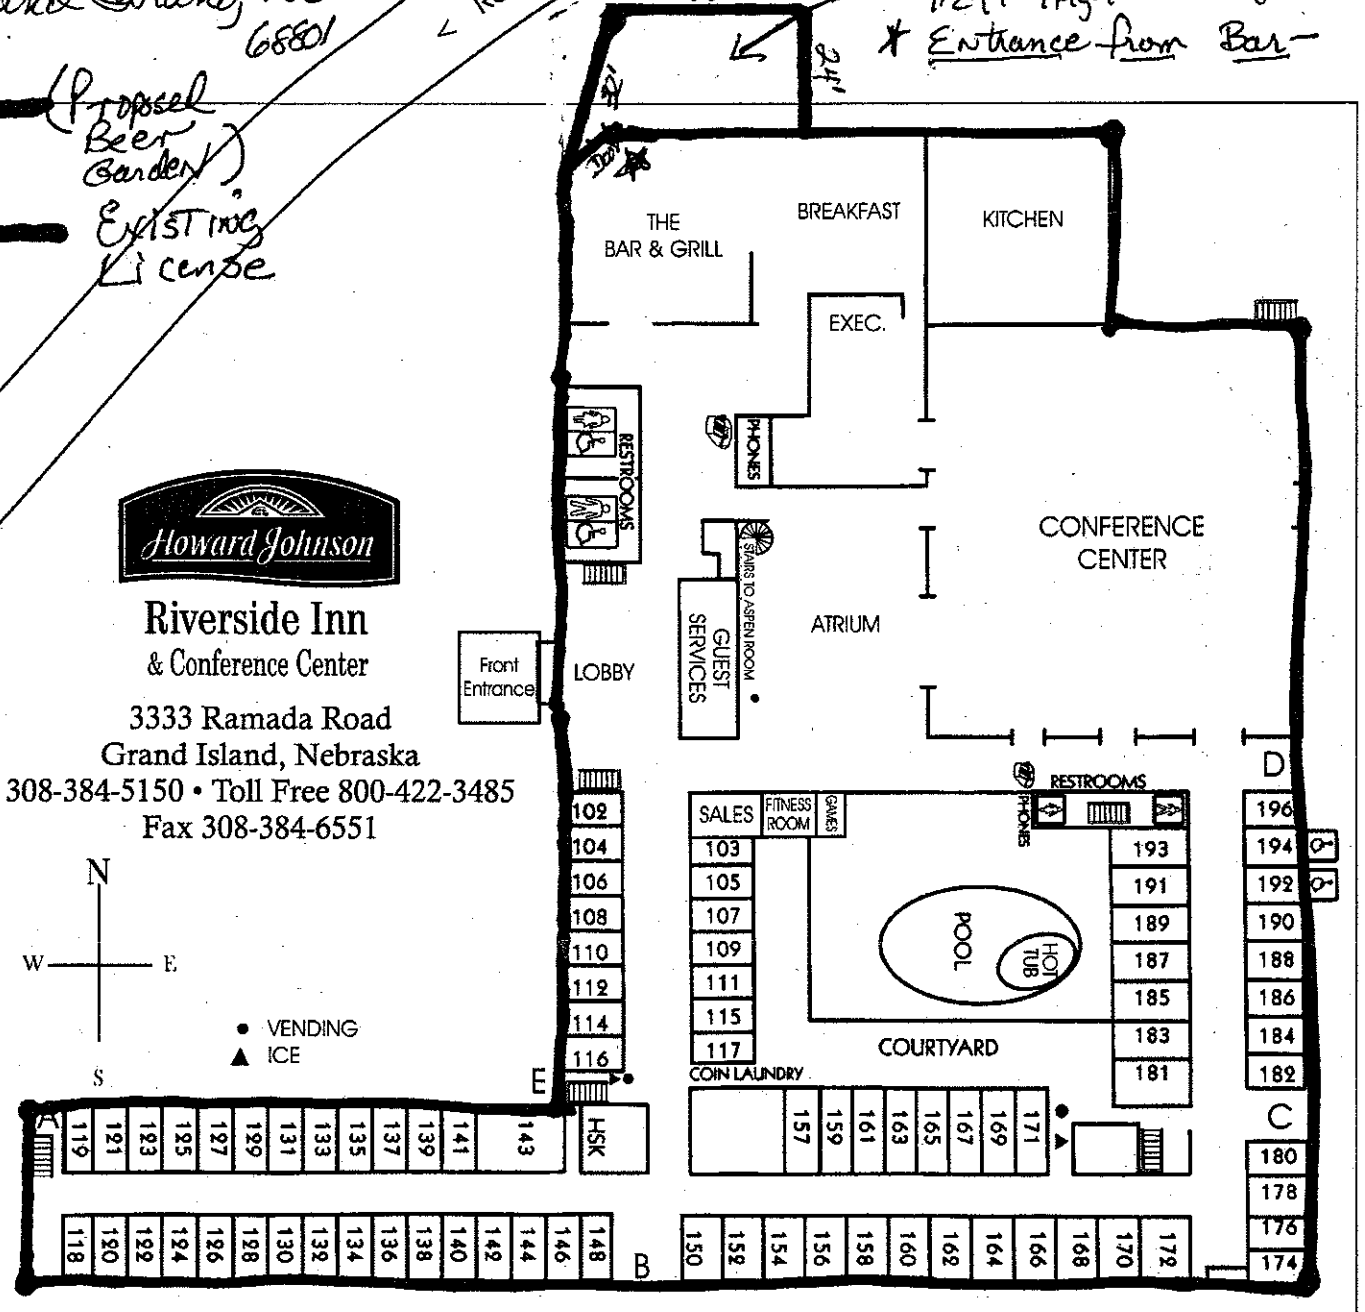 68801
24'
* Entrance from Bar-
32'
(Proposel
Beer
Garden)
Door
Existing
License
THE
BAR & GRILL
BREAKFAST
KITCHEN
EXEC.
RESTROOMS
PHONES
Howard Johnson
Riverside Inn
& Conference Center
3333 Ramada Road
Grand Island, Nebraska
308-384-5150 • Toll Free 800-422-3485
Fax 308-384-6551
CONFERENCE
CENTER
STAIRS TO ASPEN ROOM
GUEST
SERVICES
ATRIUM
Front
Entrance
LOBBY
D
RESTROOMS
PHONES
SALES
FITNESS
ROOM
GAMES
102
104
106
108
110
112
114
116
103
105
107
109
111
115
117
193
191
189
187
185
183
181
196
194
192
190
188
186
184
182
POOL
HOT
TUB
N
W E
S
VENDING
ICE
COURTYARD
COIN LAUNDRY
E
A
C
119 121 123 125 127 129 131 133 135 137 139 141 143 HSK
157 159 161 163 165 167 169 171
180
178
176
174
118 120 122 124 126 128 130 132 134 136 138 140 142 144 146 148
B
150 152 154 156 158 160 162 164 166 168 170 172